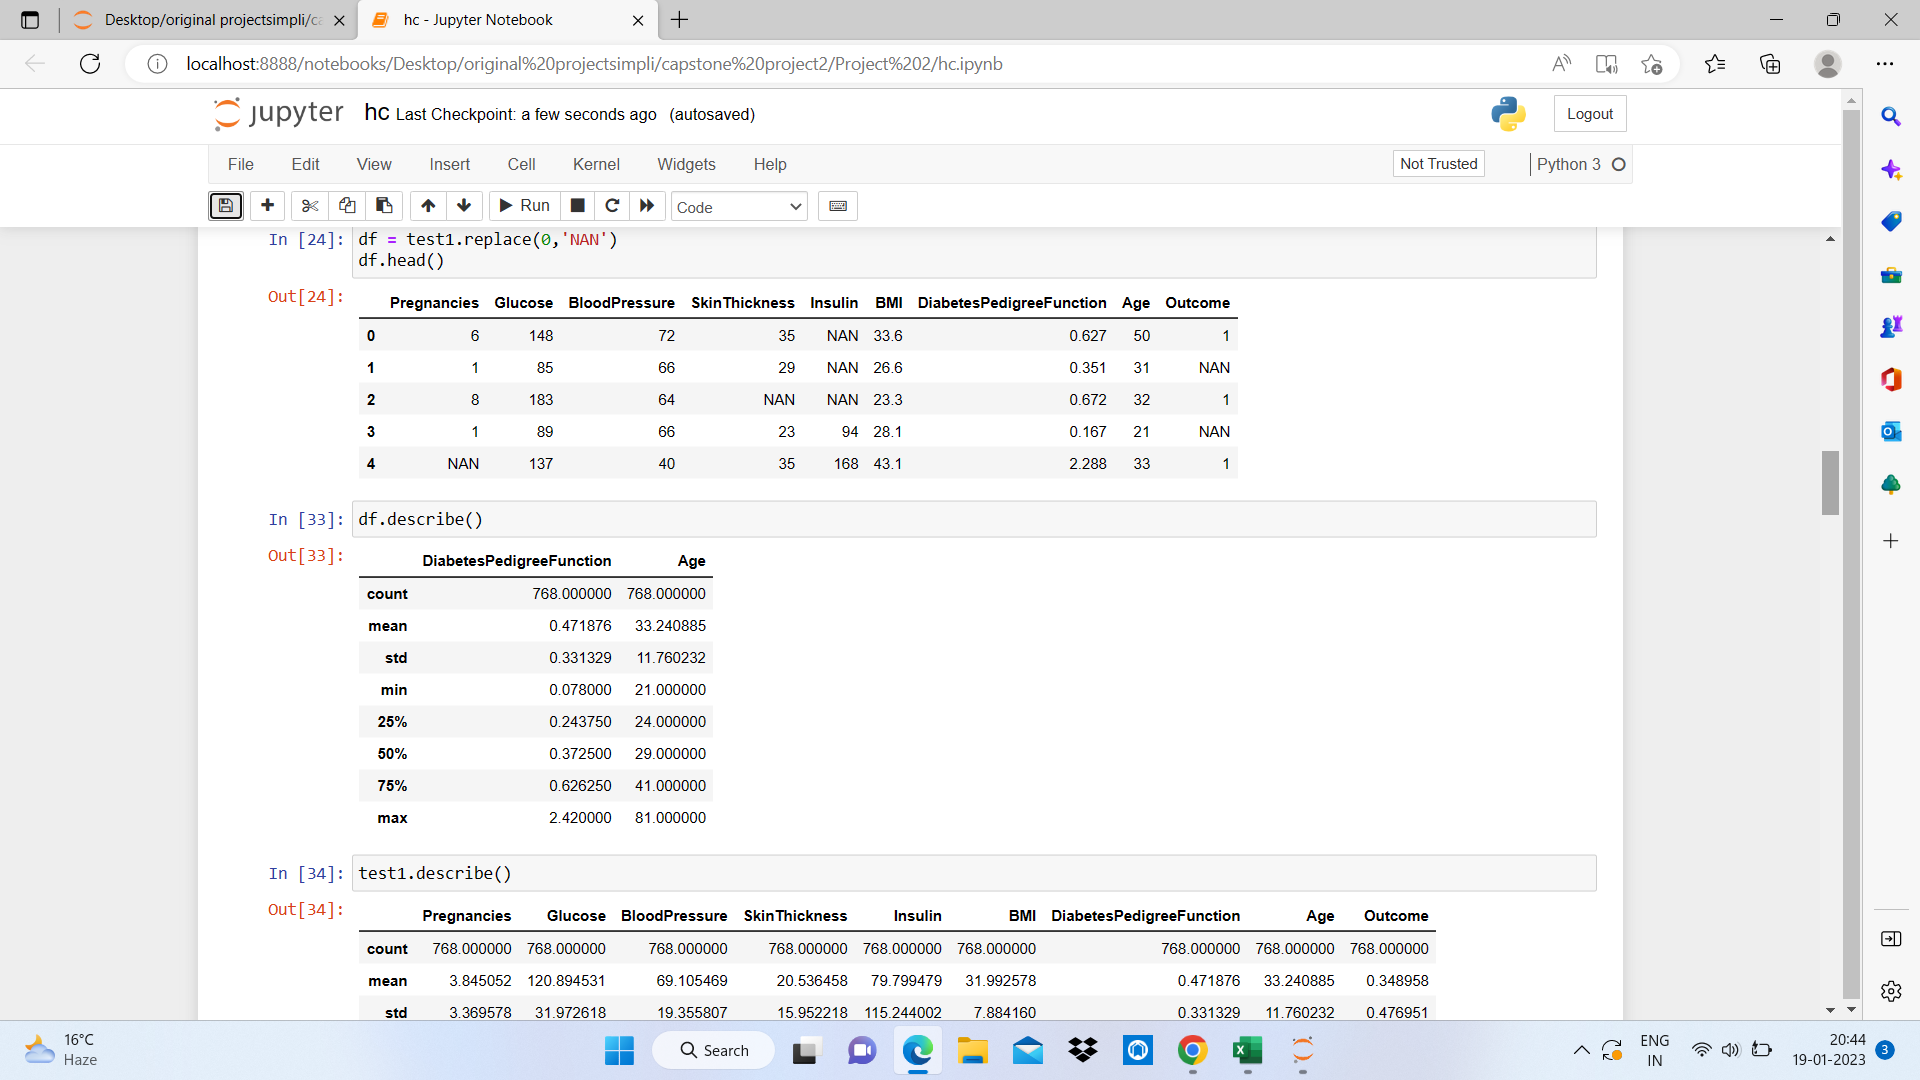 Desktop/original projectsimpli/ca
hc - Jupyter Notebook
localhost:8888/notebooks/Desktop/original%20projectsimpli/capstone%20project2/Project%202/hc.ipynb
jupyter hc Last Checkpoint: a few seconds ago (autosaved)
Logout
File Edit View Insert Cell Kernel Widgets Help
Not Trusted
Python 3
Run
Code
In [24]: df = test1.replace(0,'NAN')
df.head()
Out[24]:
Pregnancies Glucose BloodPressure SkinThickness Insulin BMI DiabetesPedigreeFunction Age Outcome
0 6 148 72 35 NAN 33.6 0.627 50 1
1 1 85 66 29 NAN 26.6 0.351 31 NAN
2 8 183 64 NAN NAN 23.3 0.672 32 1
3 1 89 66 23 94 28.1 0.167 21 NAN
4 NAN 137 40 35 168 43.1 2.288 33 1
In [33]: df.describe()
Out[33]:
DiabetesPedigreeFunction Age
count 768.000000 768.000000
mean 0.471876 33.240885
std 0.331329 11.760232
min 0.078000 21.000000
25% 0.243750 24.000000
50% 0.372500 29.000000
75% 0.626250 41.000000
max 2.420000 81.000000
In [34]: test1.describe()
Out[34]:
Pregnancies Glucose BloodPressure SkinThickness Insulin BMI DiabetesPedigreeFunction Age Outcome
count 768.000000 768.000000 768.000000 768.000000 768.000000 768.000000 768.000000 768.000000 768.000000
mean 3.845052 120.894531 69.105469 20.536458 79.799479 31.992578 0.471876 33.240885 0.348958
std 3.369578 31.972618 19.355807 15.952218 115.244002 7.884160 0.331329 11.760232 0.476951
16°C
Haze
Search
ENG
IN
20:44
19-01-2023
3